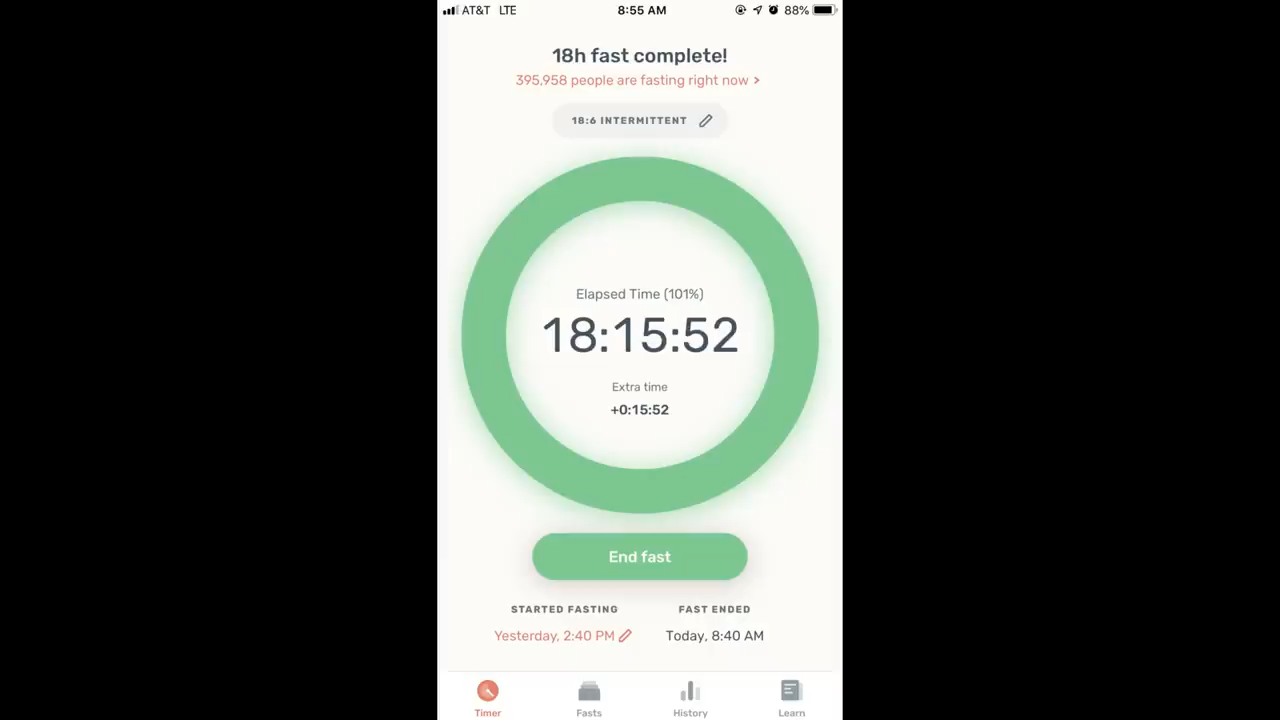 AT&T LTE 8:55 AM 88%
18h fast complete!
395,958 people are fasting right now >
18:6 INTERMITTENT
Elapsed Time (101%)
18:15:52
Extra time
+0:15:52
End fast
STARTED FASTING FAST ENDED
Yesterday, 2:40 PM Today, 8:40 AM
Timer Fasts History Learn